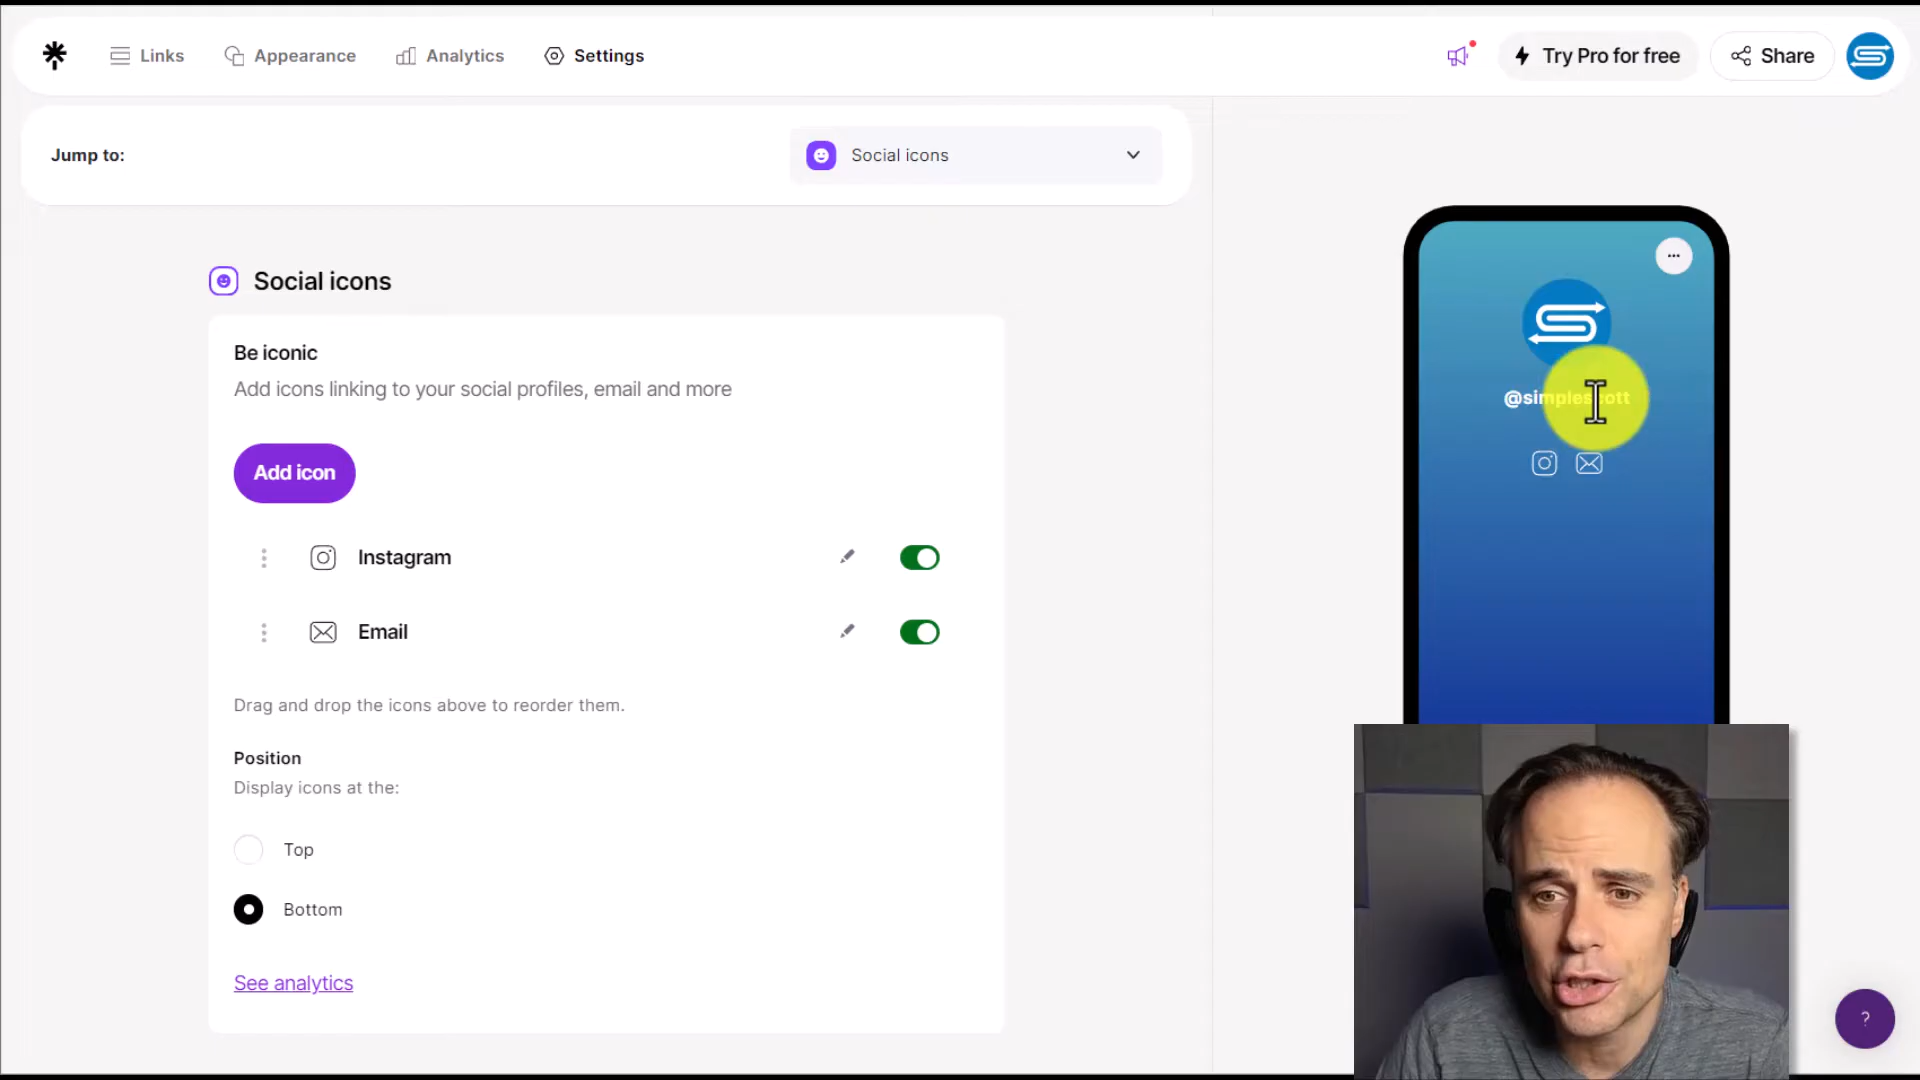 Links
Appearance
Analytics
Settings
Try Pro for free
Share
Jump to:
Social icons
Social icons
Be iconic
Add icons linking to your social profiles, email and more
Add icon
Instagram
Email
Drag and drop the icons above to reorder them.
Position
Display icons at the:
Top
Bottom
See analytics
@simplescott
?